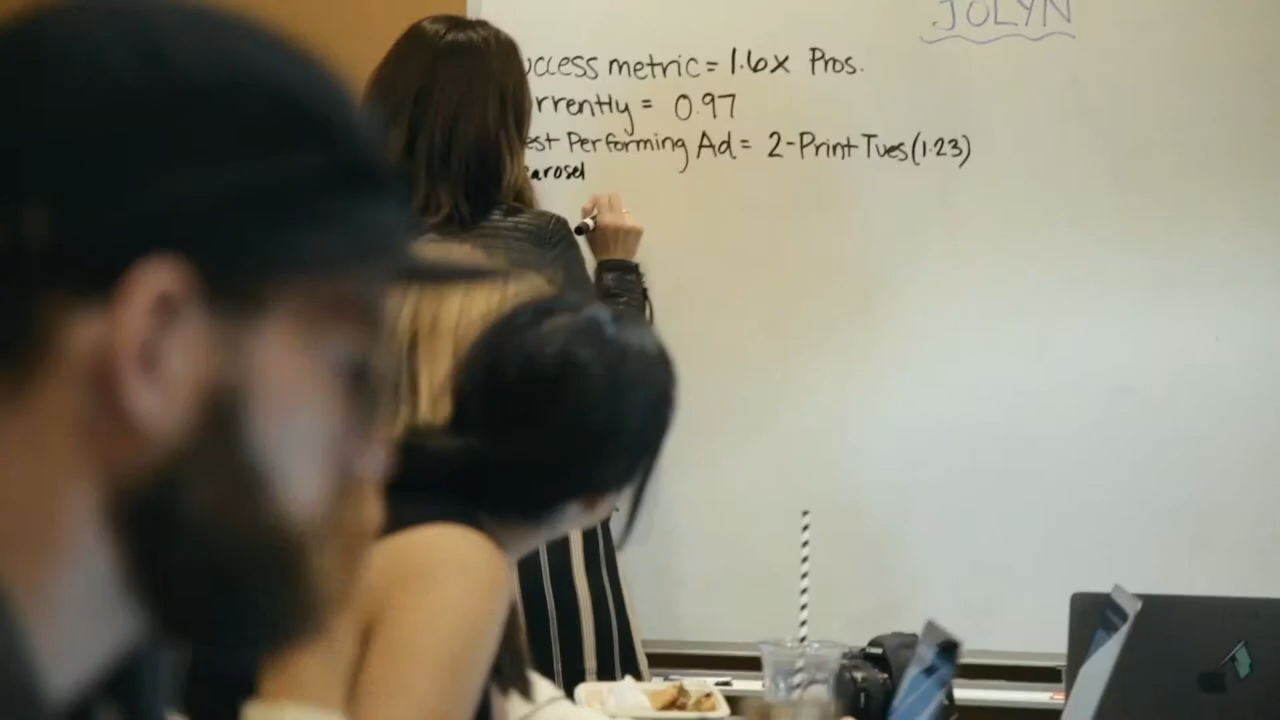 JOLYN
uccess metric = 1.6x Pros.
rrently = 0.97
est Performing Ad = 2-Print Tues (1.23)
arosel